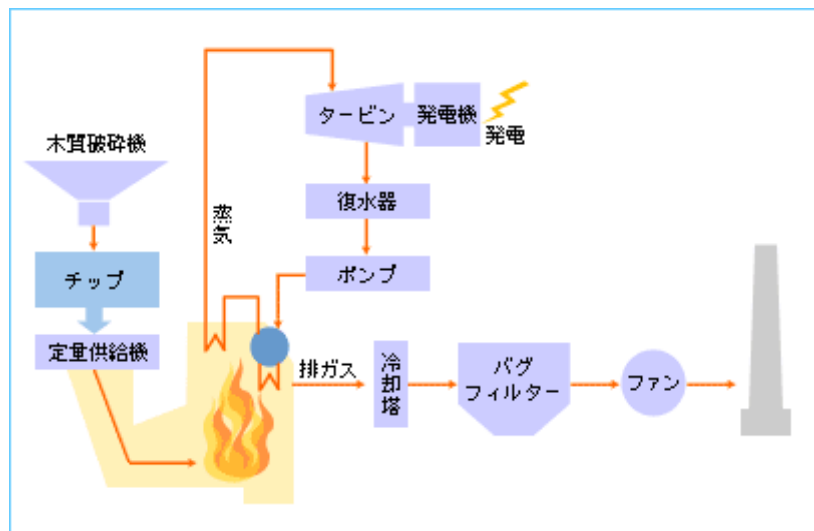 木質破砕機
チップ
定量供給機
蒸気
タービン
発電機
発電
復水器
ポンプ
排ガス
冷却塔
バグ
フィルター
ファン